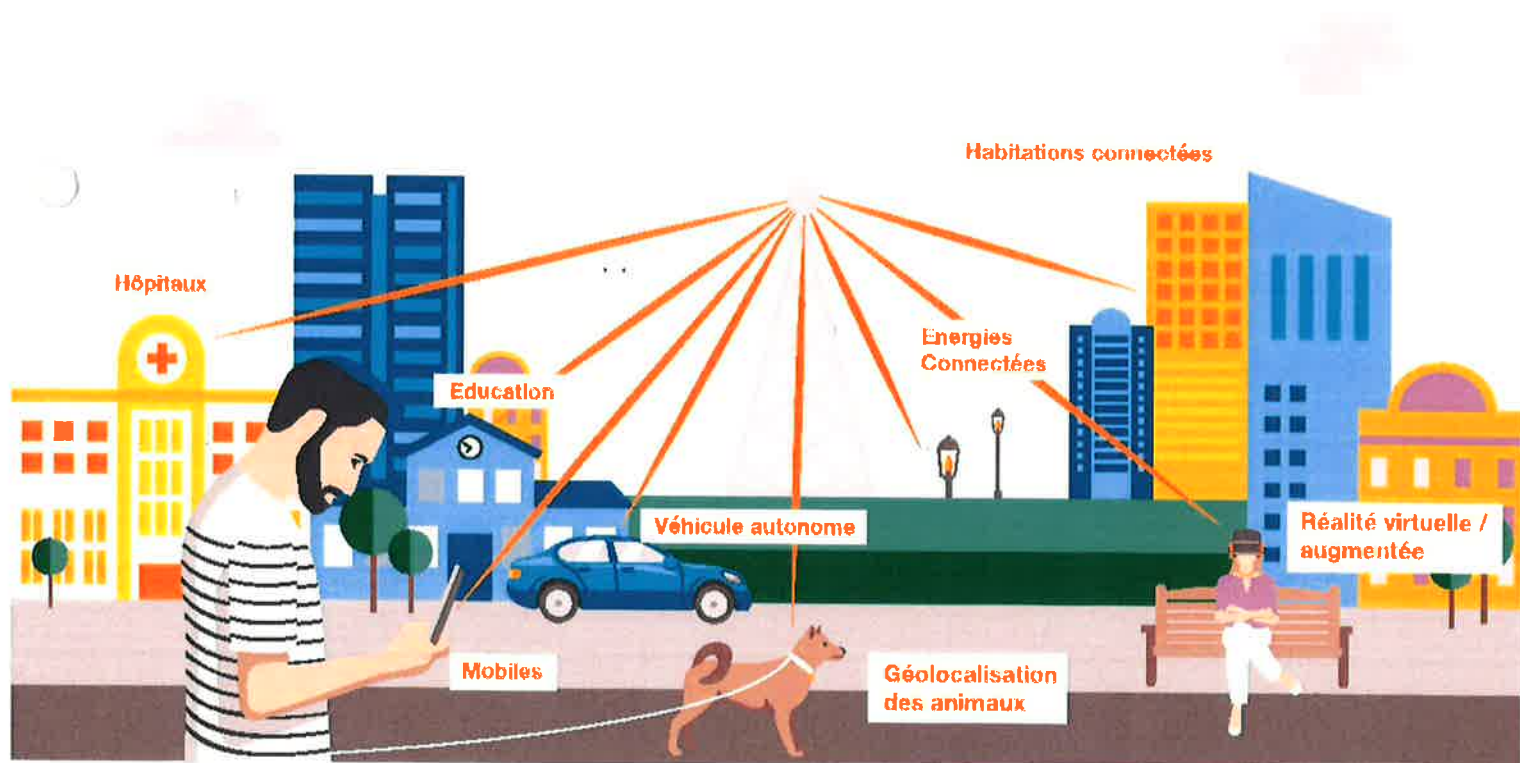 Habitations connectées
Hôpitaux
Energies
Connectées
Education
Véhicule autonome
Réalité virtuelle /
augmentée
Mobiles
Géolocalisation
des animaux